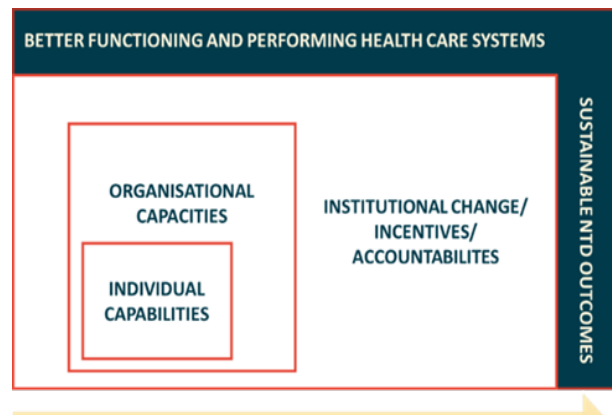 BETTER FUNCTIONING AND PERFORMING HEALTH CARE SYSTEMS
SUSTAINABLE NTD OUTCOMES
ORGANISATIONAL
CAPACITIES
INSTITUTIONAL CHANGE/
INCENTIVES/
ACCOUNTABILITES
INDIVIDUAL
CAPABILITIES